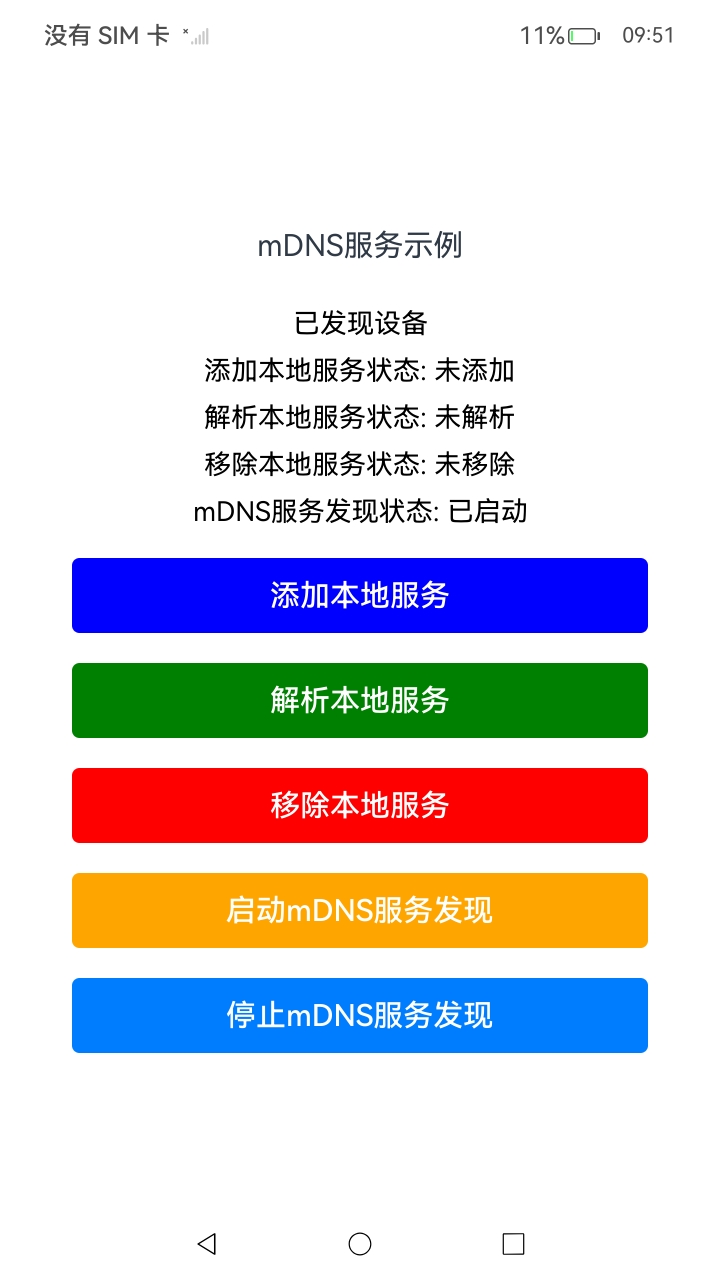 没有 SIM 卡 11% 09:51
mDNS服务示例
已发现设备
添加本地服务状态: 未添加
解析本地服务状态: 未解析
移除本地服务状态: 未移除
mDNS服务发现状态: 已启动
添加本地服务
解析本地服务
移除本地服务
启动mDNS服务发现
停止mDNS服务发现